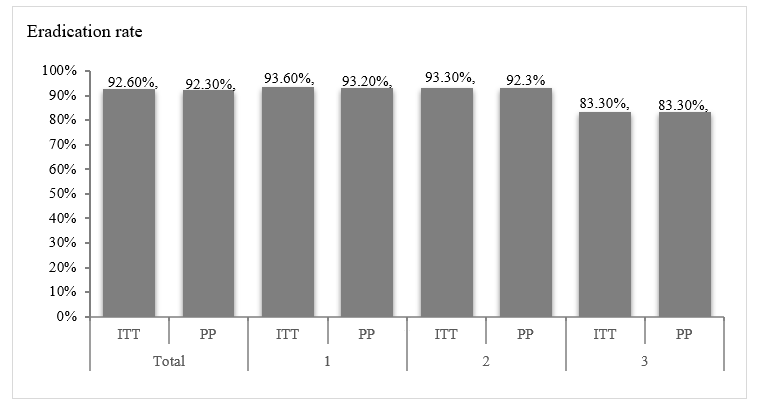 Eradication rate
100%
90%
80%
70%
60%
50%
40%
30%
20%
10%
0%
92.60%, 92.30%, 93.60%, 93.20%, 93.30%, 92.3% 83.30%, 83.30%,
ITT PP ITT PP ITT PP ITT PP
Total 1 2 3